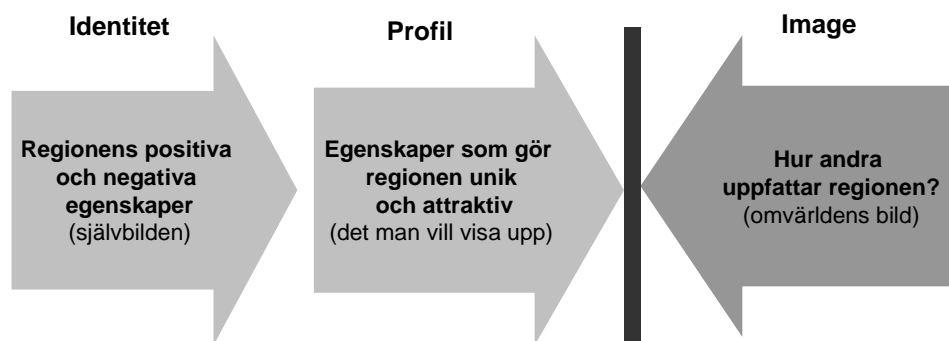 Identitet
Profil
Image
Regionens positiva
och negativa
egenskaper
(självbilden)
Egenskaper som gör
regionen unik
och attraktiv
(det man vill visa upp)
Hur andra
uppfattar regionen?
(omvärldens bild)